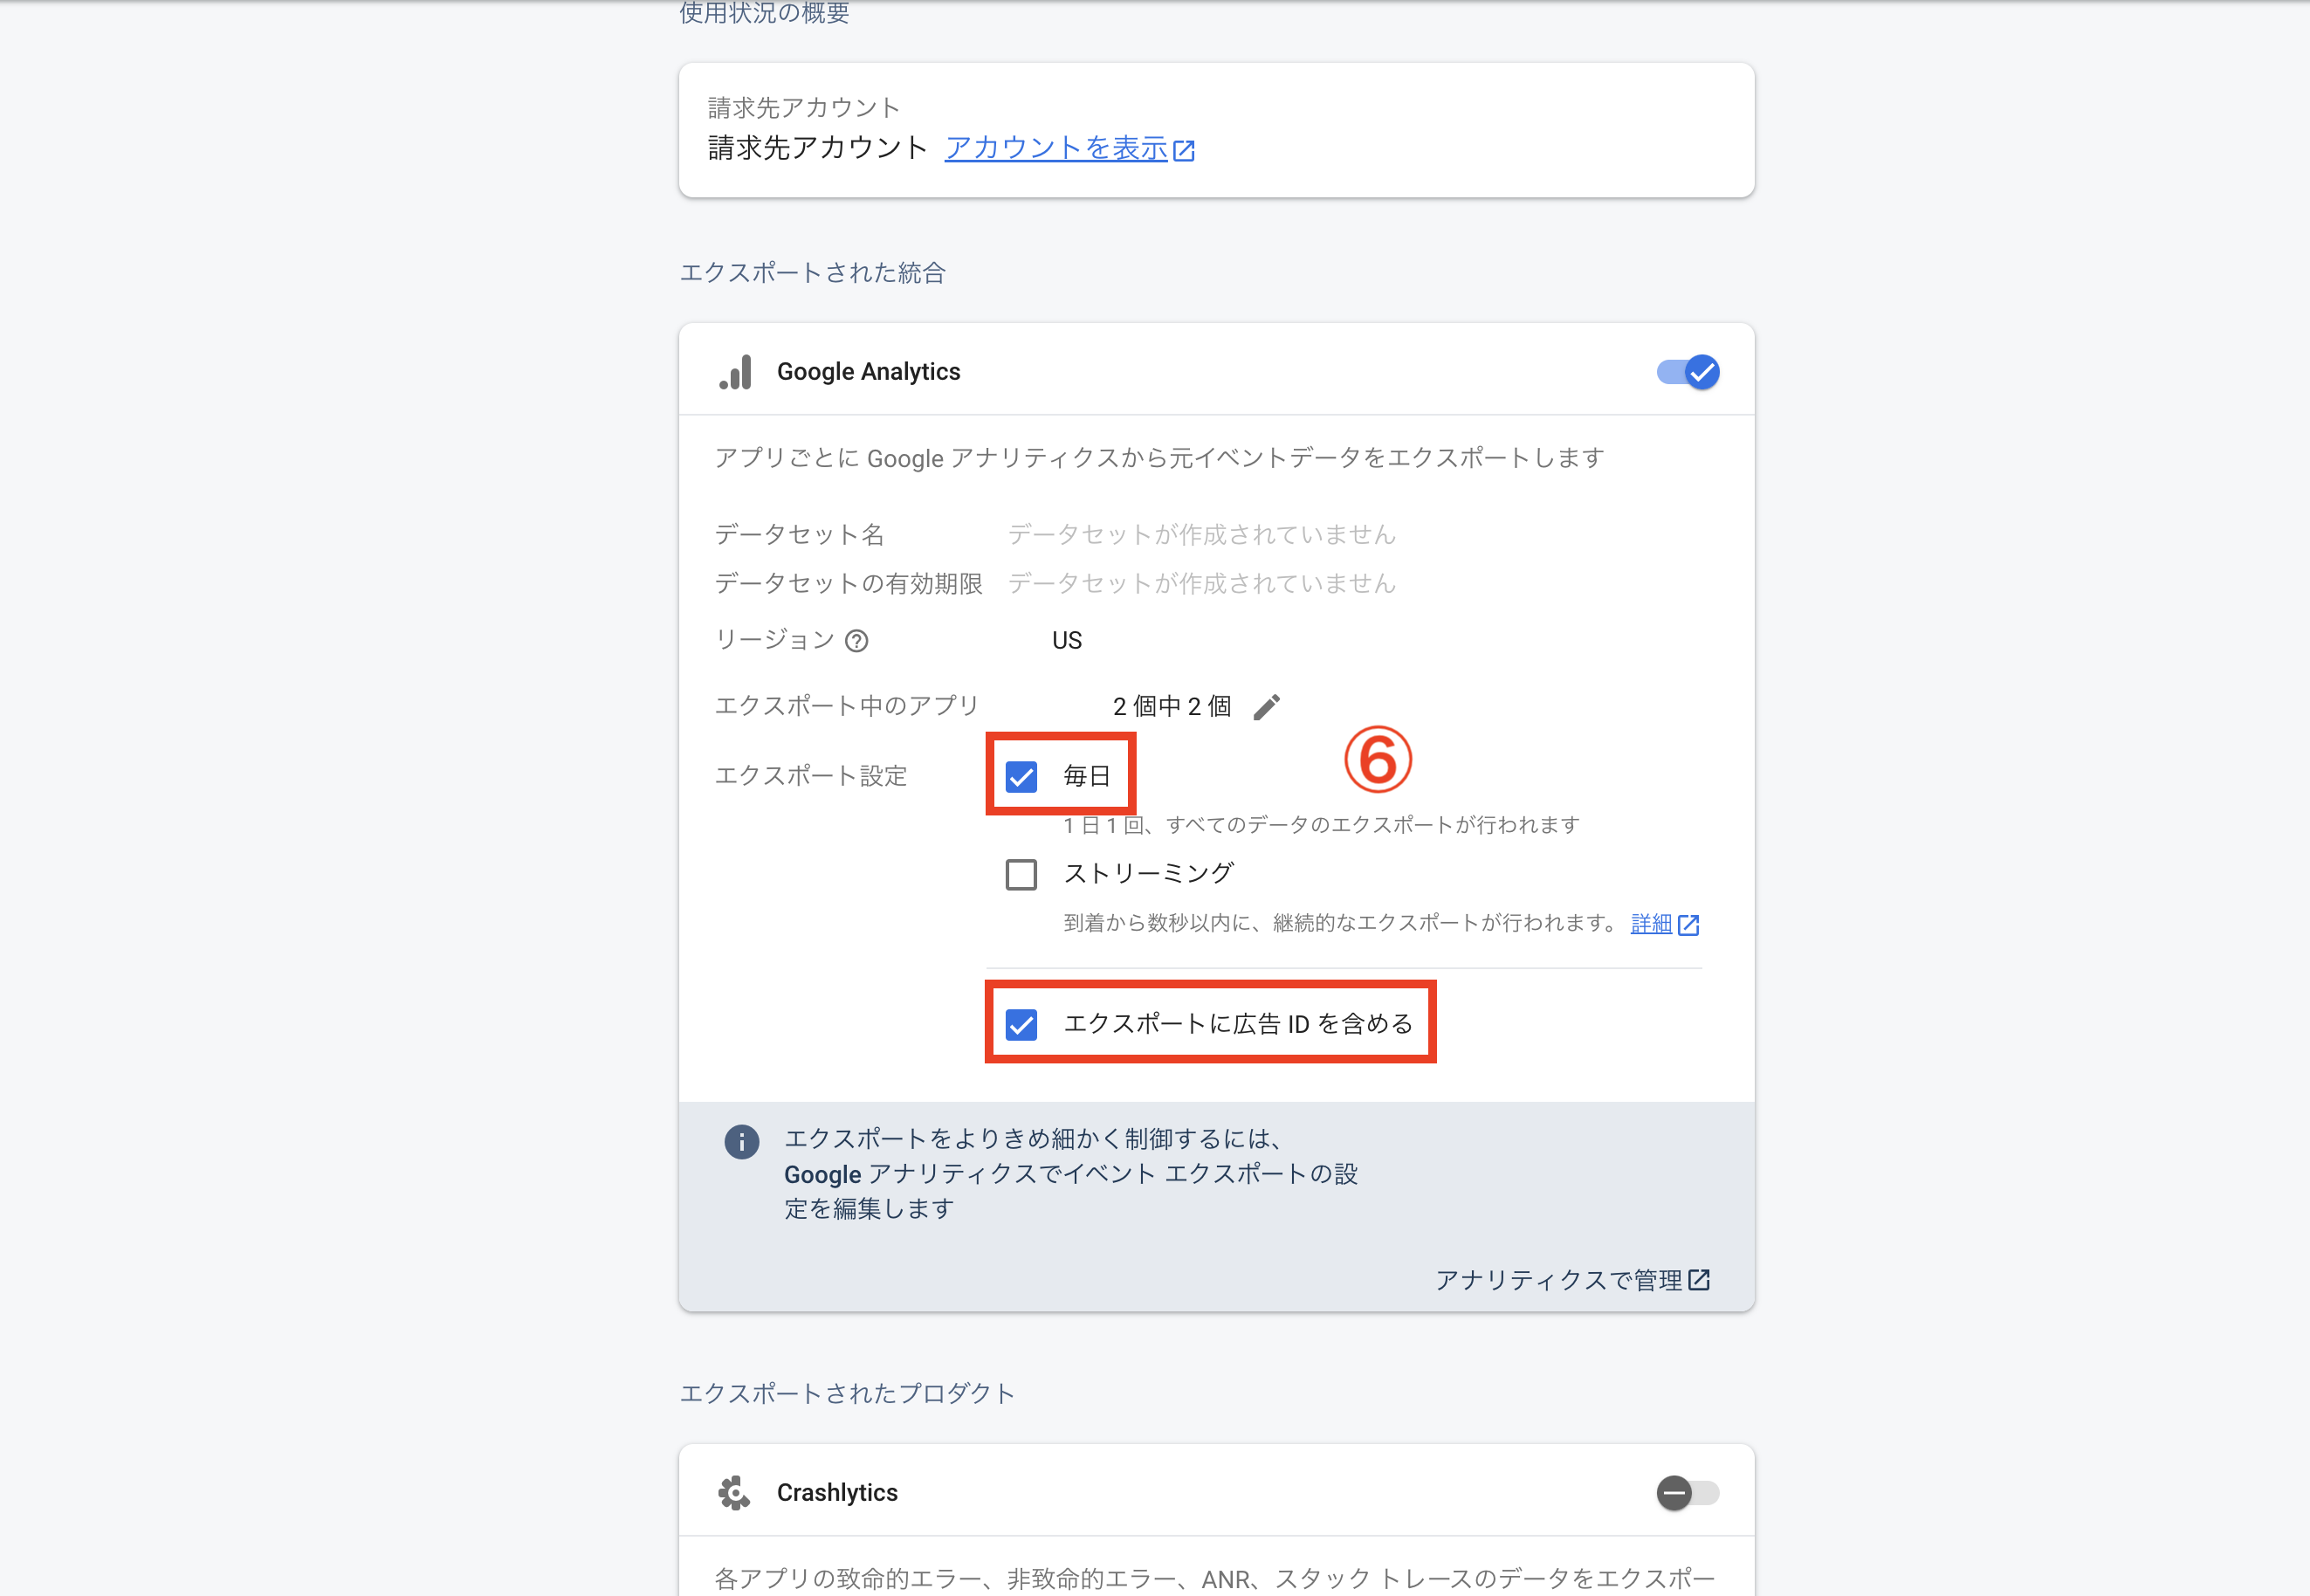 使用状況の概要
請求先アカウント
請求先アカウント アカウントを表示
エクスポートされた統合
Google Analytics
アプリごとに Google アナリティクスから元イベントデータをエクスポートします
データセット名 データセットが作成されていません
データセットの有効期限 データセットが作成されていません
リージョン US
エクスポート中のアプリ 2 個中 2 個
⑥
エクスポート設定 毎日
1 日 1 回、すべてのデータのエクスポートが行われます
ストリーミング
到着から数秒以内に、継続的なエクスポートが行われます。 詳細
エクスポートに広告 ID を含める
エクスポートをよりきめ細かく制御するには、
Google アナリティクスでイベント エクスポートの設
定を編集します
アナリティクスで管理
エクスポートされたプロダクト
Crashlytics
各アプリの致命的エラー、非致命的エラー、ANR、スタック トレースのデータをエクスポー